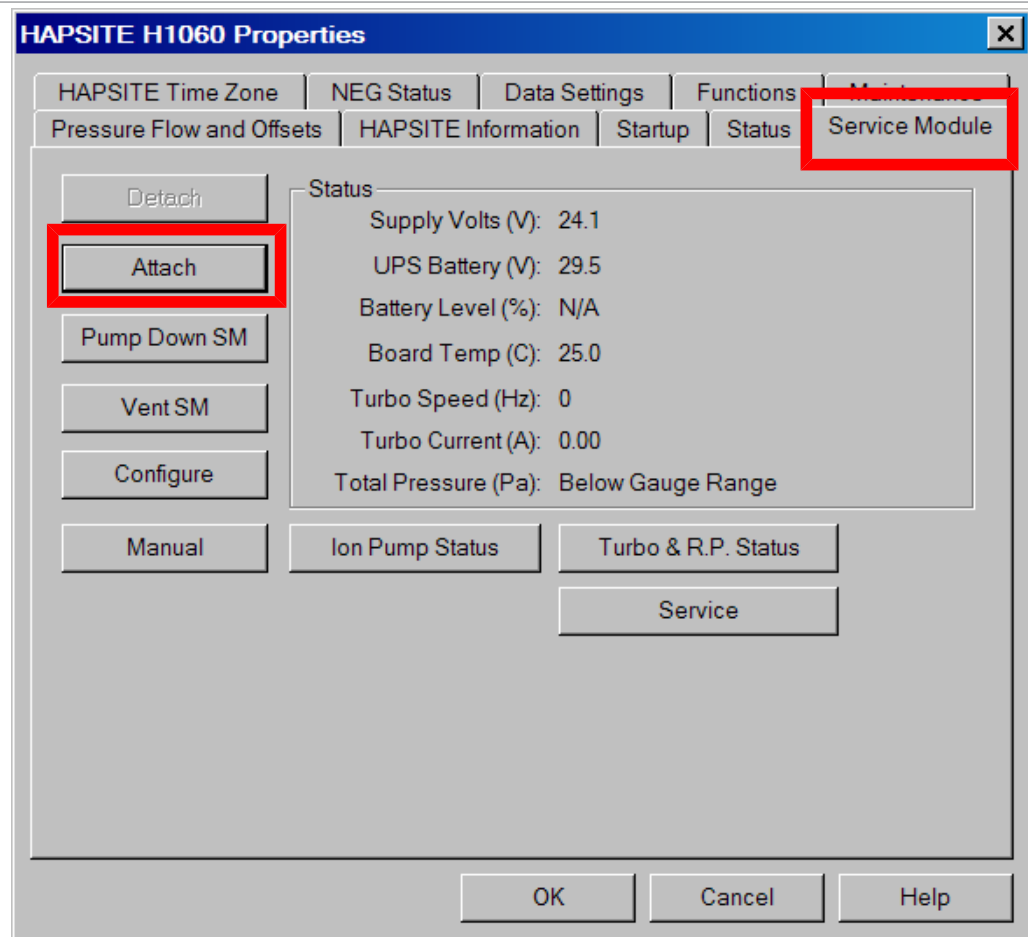 HAPSITE H1060 Properties
HAPSITE Time Zone NEG Status Data Settings Functions Maintenance
Pressure Flow and Offsets HAPSITE Information Startup Status Service Module
Detach
Status
Supply Volts (V): 24.1
Attach
UPS Battery (V): 29.5
Battery Level (%): N/A
Pump Down SM
Board Temp (C): 25.0
Vent SM
Turbo Speed (Hz): 0
Turbo Current (A): 0.00
Configure
Total Pressure (Pa): Below Gauge Range
Manual Ion Pump Status Turbo & R.P. Status
Service
OK Cancel Help